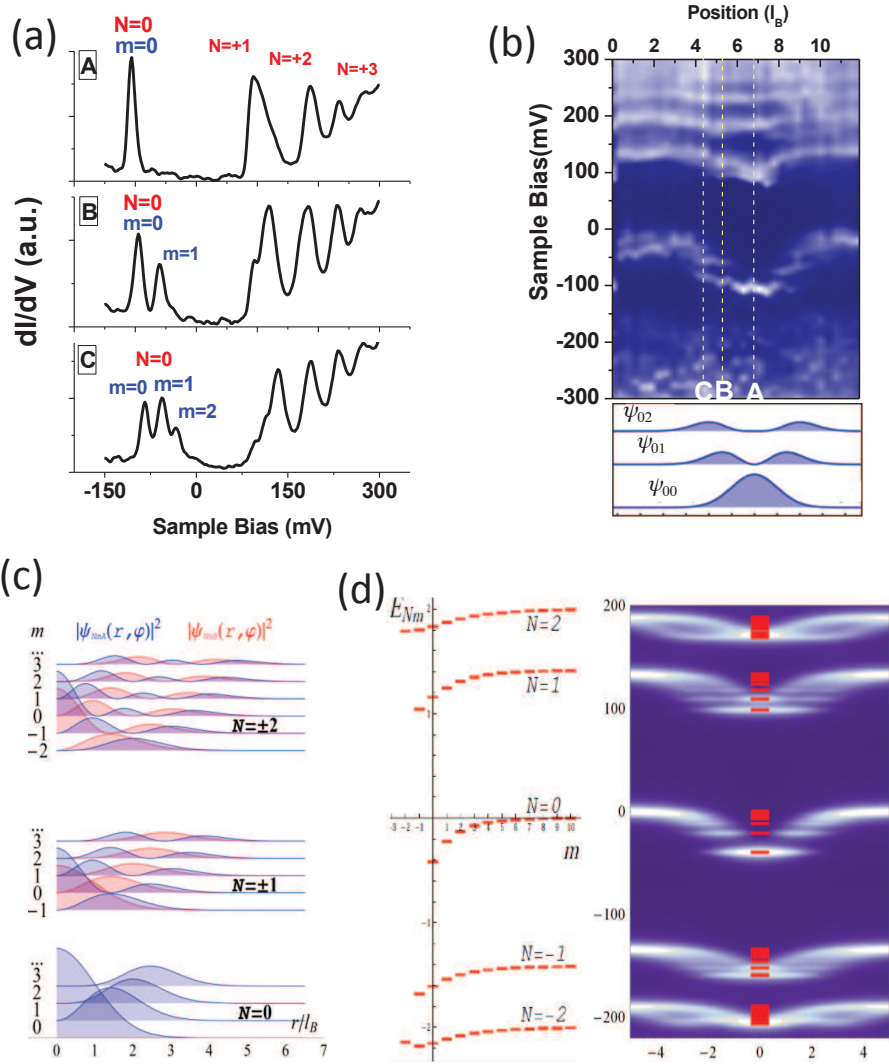 (a)
N=0
m=0
N=+1
N=+2
N=+3
A
N=0
m=0
m=1
B
N=0
m=0
m=1
m=2
C
dI/dV (a.u.)
-150 0 150 300
Sample Bias (mV)
(b)
Position (l_B)
0 2 4 6 8 10
300
200
100
0
-100
-200
-300
Sample Bias(mV)
C B A
ψ02
ψ01
ψ00
(c)
m |ψNmA(r,φ)|² |ψNmB(r,φ)|²
...
3
2
1
0
-1
-2
N=±2
...
3
2
1
0
-1
N=±1
...
3
2
1
0
N=0
r/l_B
0 1 2 3 4 5 6 7
(d)
E_Nm
2
N=2
N=1
1
N=0
-3 -2 -1 1 2 3 4 5 6 7 8 9 10
m
-1
N=-1
N=-2
-2
200
100
0
-100
-200
-4 -2 0 2 4